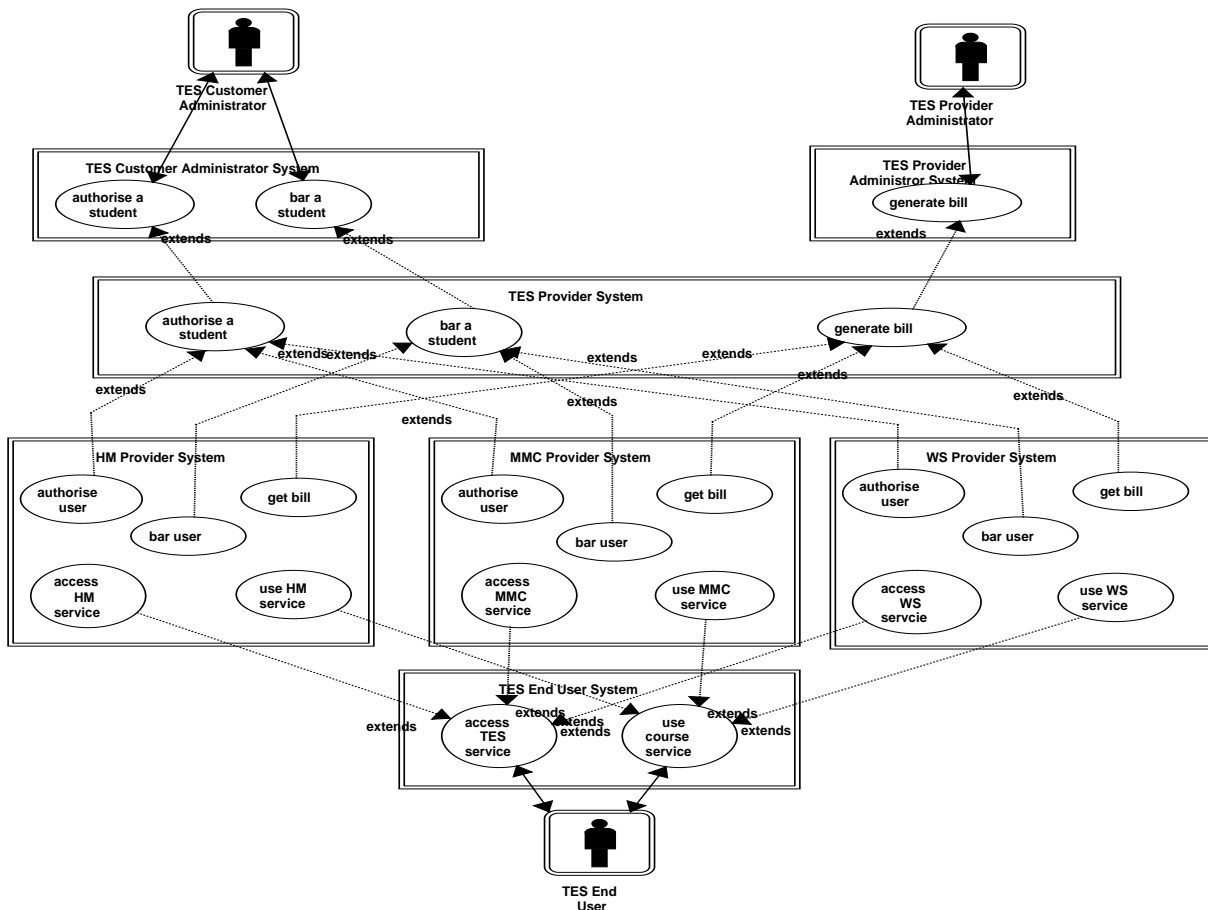 TES Customer
Administrator
TES Provider
Administrator
TES Customer Administrator System
authorise a
student
bar a
student
extends
extends
TES Provider
Administror System
generate bill
extends
TES Provider System
authorise a
student
bar a
student
generate bill
extends
extends
extends
extends
extends
extends
extends
extends
extends
HM Provider System
authorise
user
get bill
bar user
access
HM
service
use HM
service
MMC Provider System
authorise
user
get bill
bar user
access
MMC
service
use MMC
service
WS Provider System
authorise
user
get bill
bar user
access
WS
servcie
use WS
service
TES End User System
access
TES
service
use
course
service
extends
extends
extends
extends
extends
extends
TES End
User